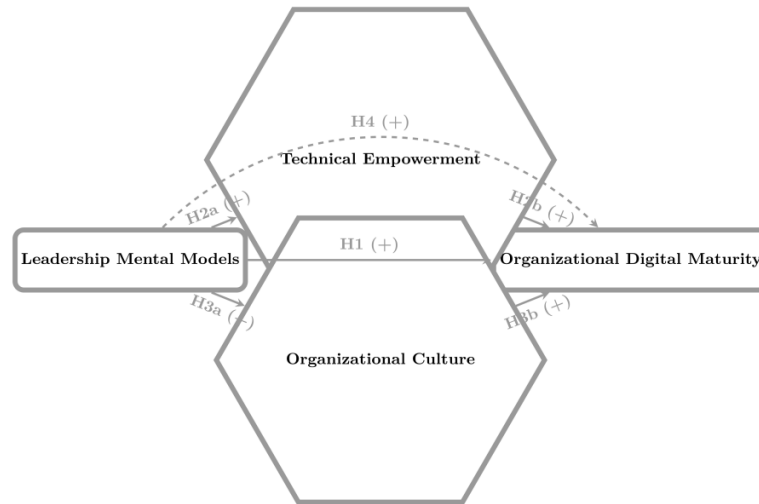 H4 (+)
Technical Empowerment
H2a (+)
H2b (+)
Leadership Mental Models
H1 (+)
Organizational Digital Maturity
H3a (+)
H3b (+)
Organizational Culture